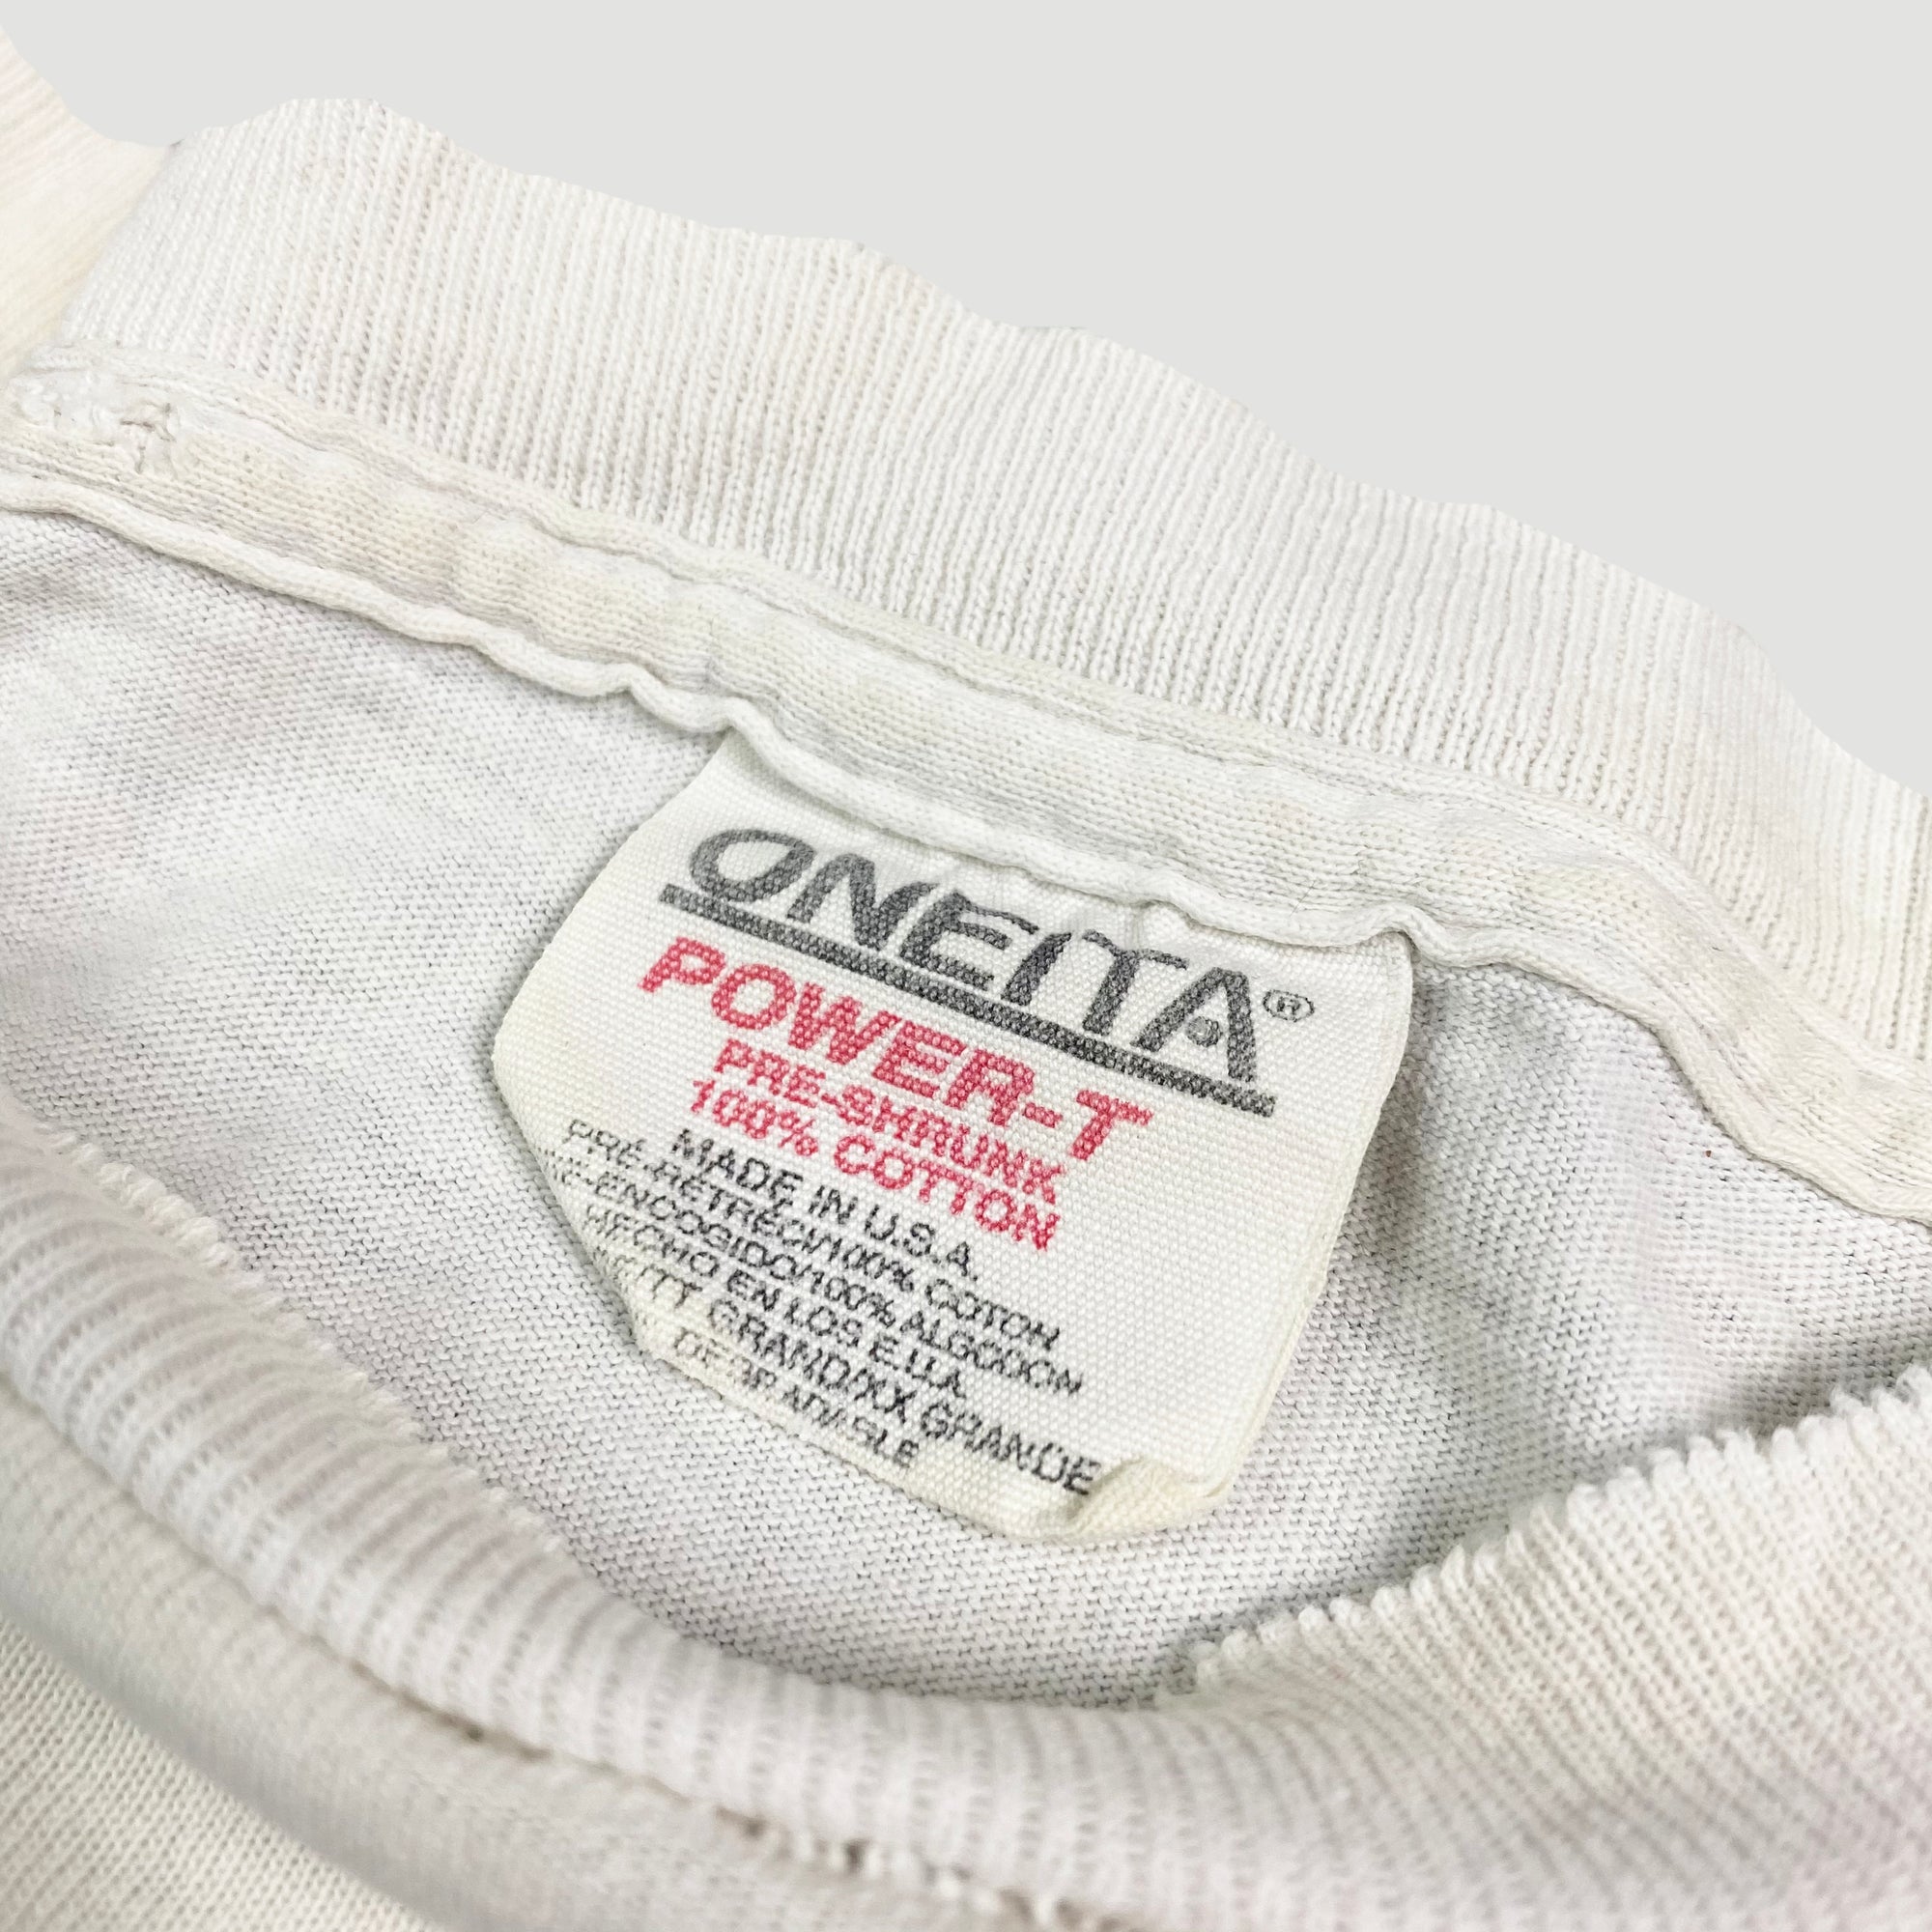 ONEITA®
POWER-T
PRE-SHRUNK
100% COTTON
MADE IN U.S.A.
PRÉ-RÉTRÉCI/100% COTON
-ENCOGIDO/100% ALGODON
HECHO EN LOS E.U.A.
GRAND/XX GRANDE